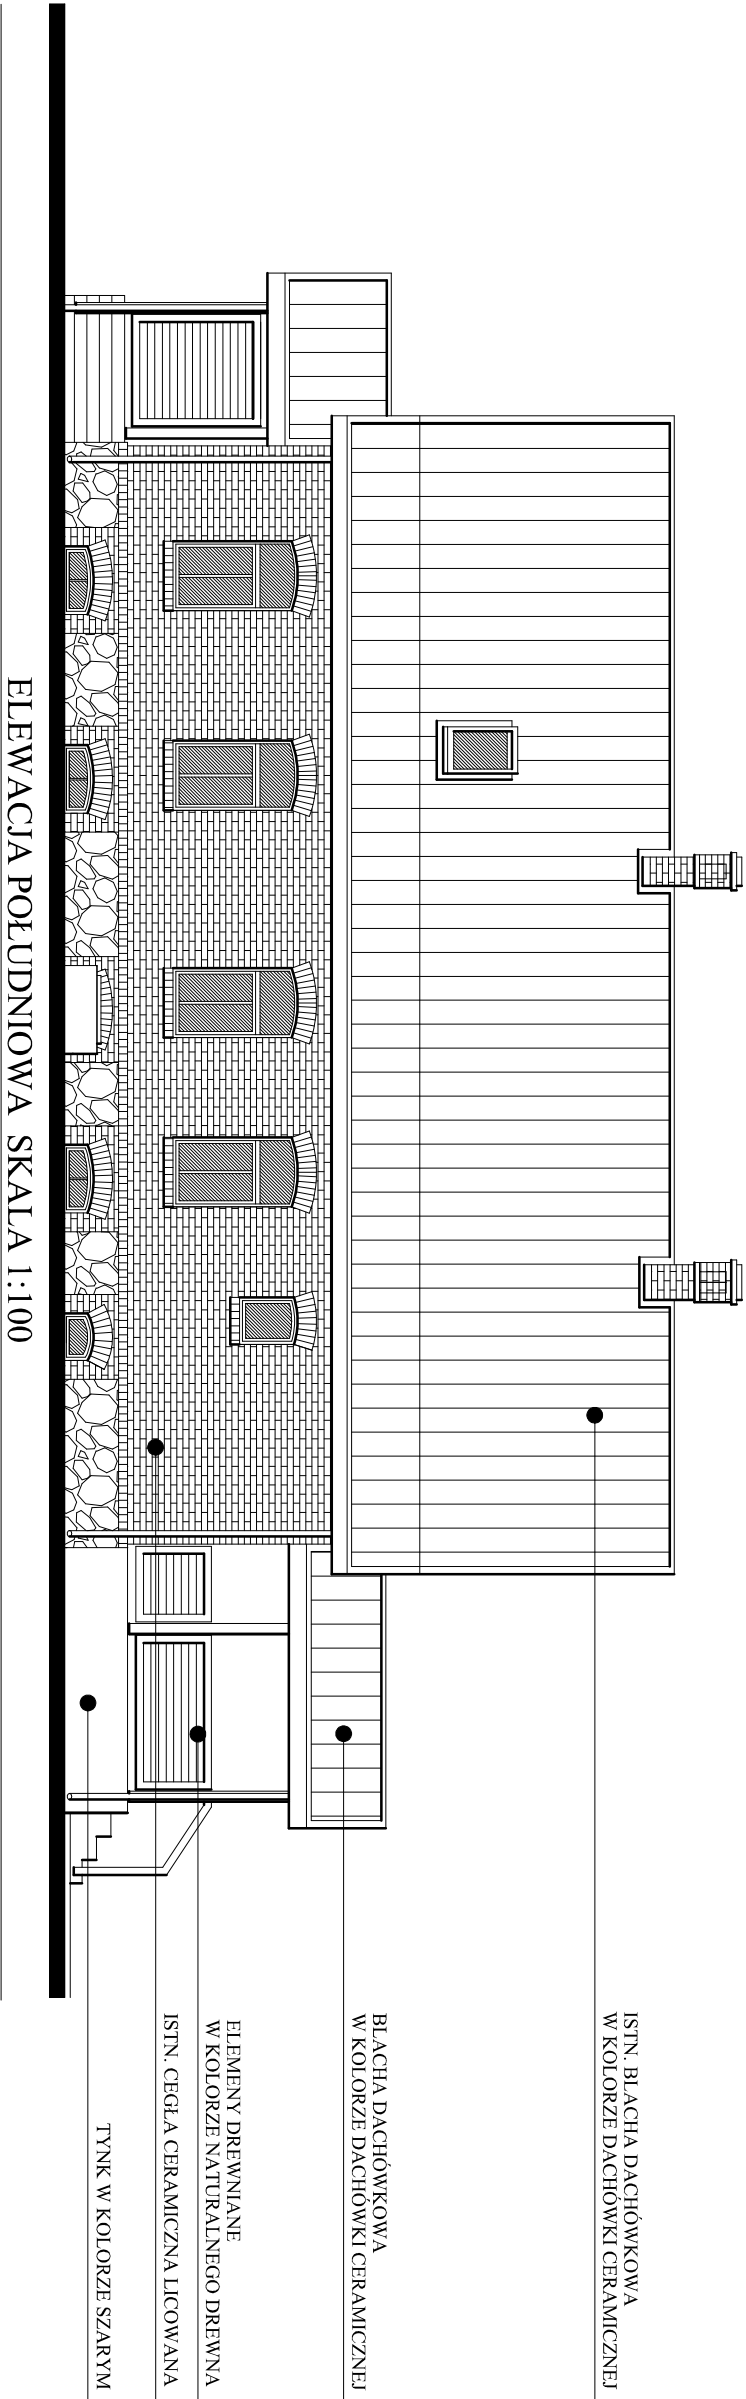 ISTN. BLACHA DACHÓWKOWA
W KOLORZE DACHÓWKI CERAMICZNEJ
BLACHA DACHÓWKOWA
W KOLORZE DACHÓWKI CERAMICZNEJ
ELEMENY DREWNIANE
W KOLORZE NATURALNEGO DREWNA
ISTN. CEGŁA CERAMICZNA LICOWANA
TYNK W KOLORZE SZARYM
ELEWACJA POŁUDNIOWA SKALA 1:100